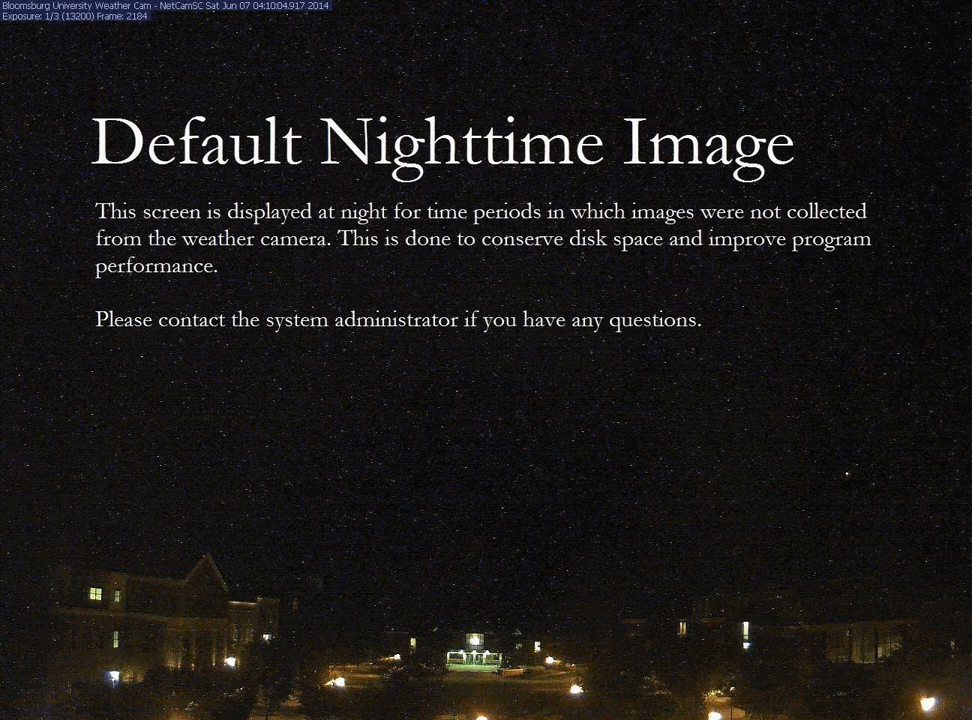 Bloomsburg University Weather Cam - NetCamSC Sat Jun 07 04:10:04.917 2014
Exposure: 1/3 (13200) Frame: 2184
Default Nighttime Image
This screen is displayed at night for time periods in which images were not collected
from the weather camera. This is done to conserve disk space and improve program
performance.
Please contact the system administrator if you have any questions.